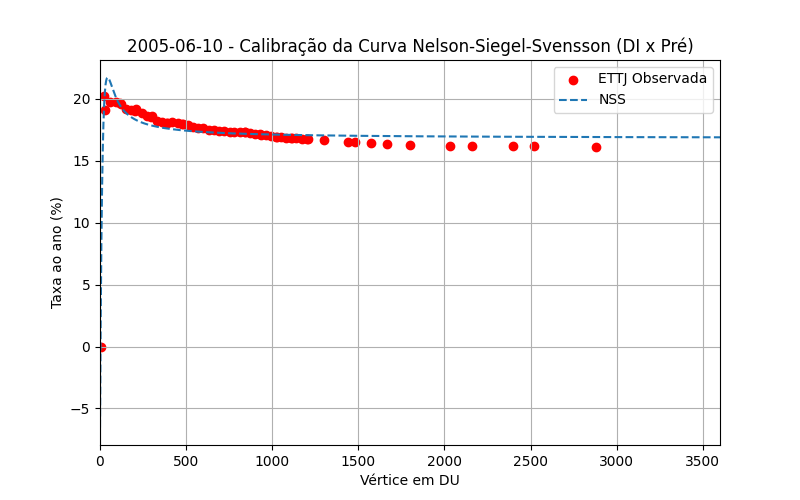 2005-06-10 - Calibração da Curva Nelson-Siegel-Svensson (DI x Pré)
ETTJ Observada
NSS
Taxa ao ano (%)
20
15
10
5
0
−5
0 500 1000 1500 2000 2500 3000 3500
Vértice em DU